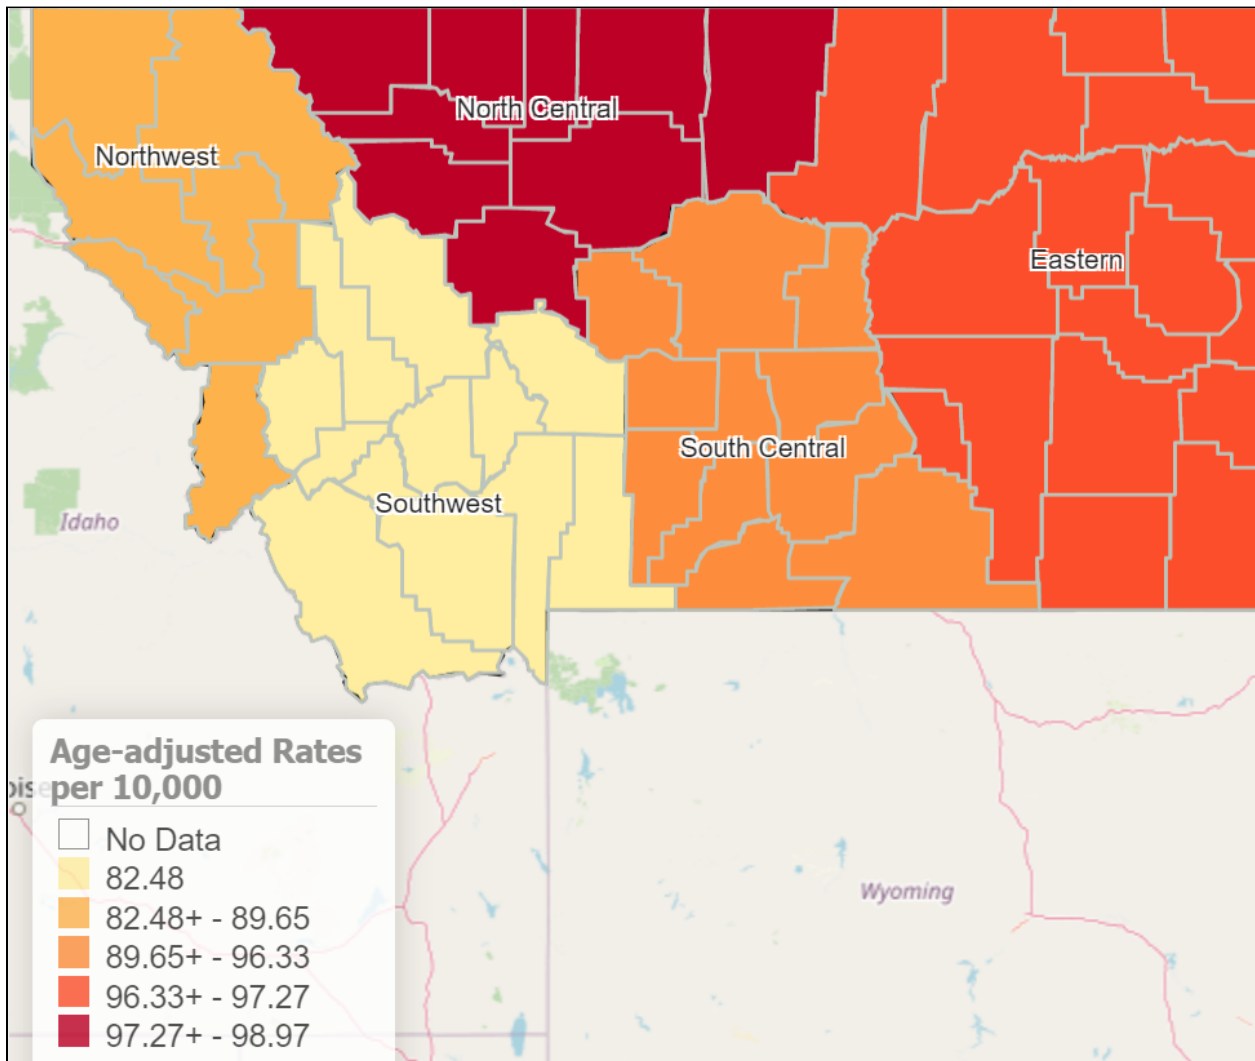 North Central
Northwest
Eastern
South Central
Southwest
Idaho
Age-adjusted Rates
per 10,000
No Data
82.48
82.48+ - 89.65
89.65+ - 96.33
96.33+ - 97.27
97.27+ - 98.97
Wyoming